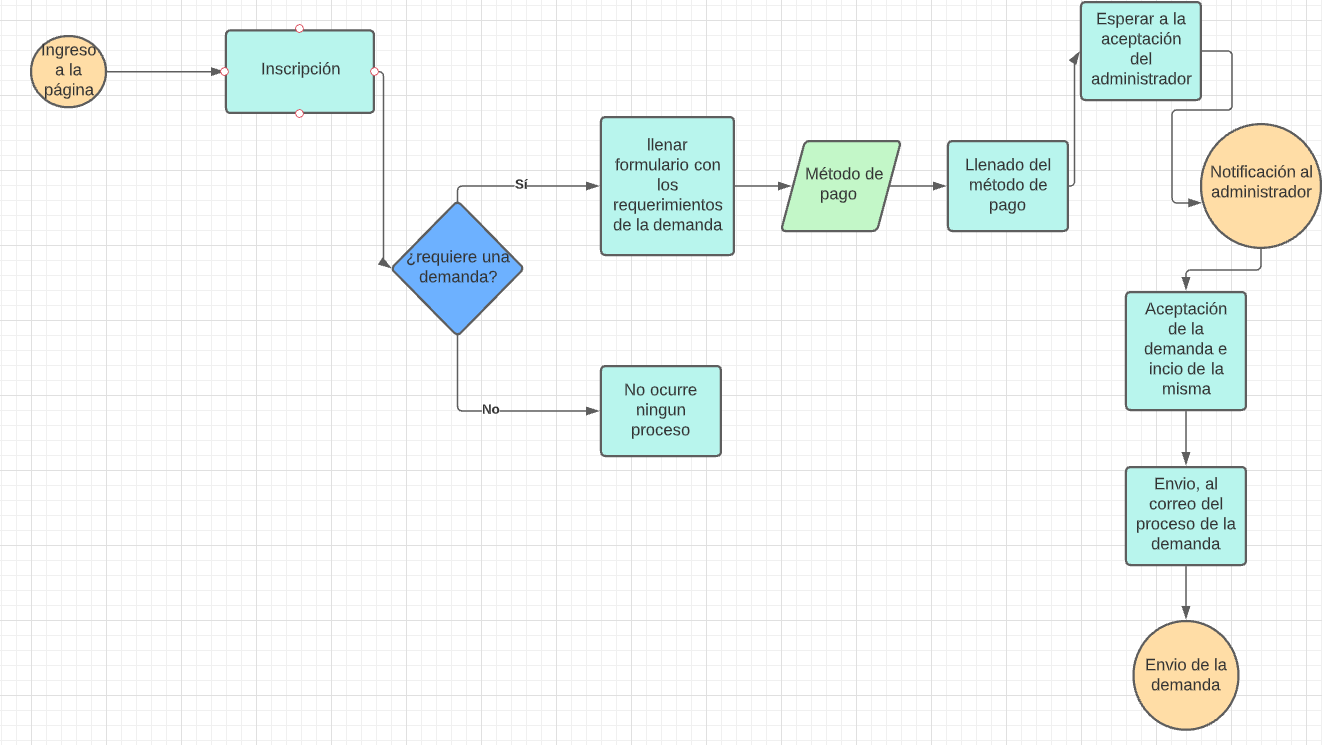 Ingreso
a la
página
Inscripción
¿requiere una
demanda?
Sí
llenar
formulario con
los
requerimientos
de la demanda
Método de
pago
Llenado del
método de
pago
Esperar a la
aceptación
del
administrador
Notificación al
administrador
Aceptación
de la
demanda e
incio de la
misma
Envio, al
correo del
proceso de la
demanda
Envio de la
demanda
No
No ocurre
ningun
proceso